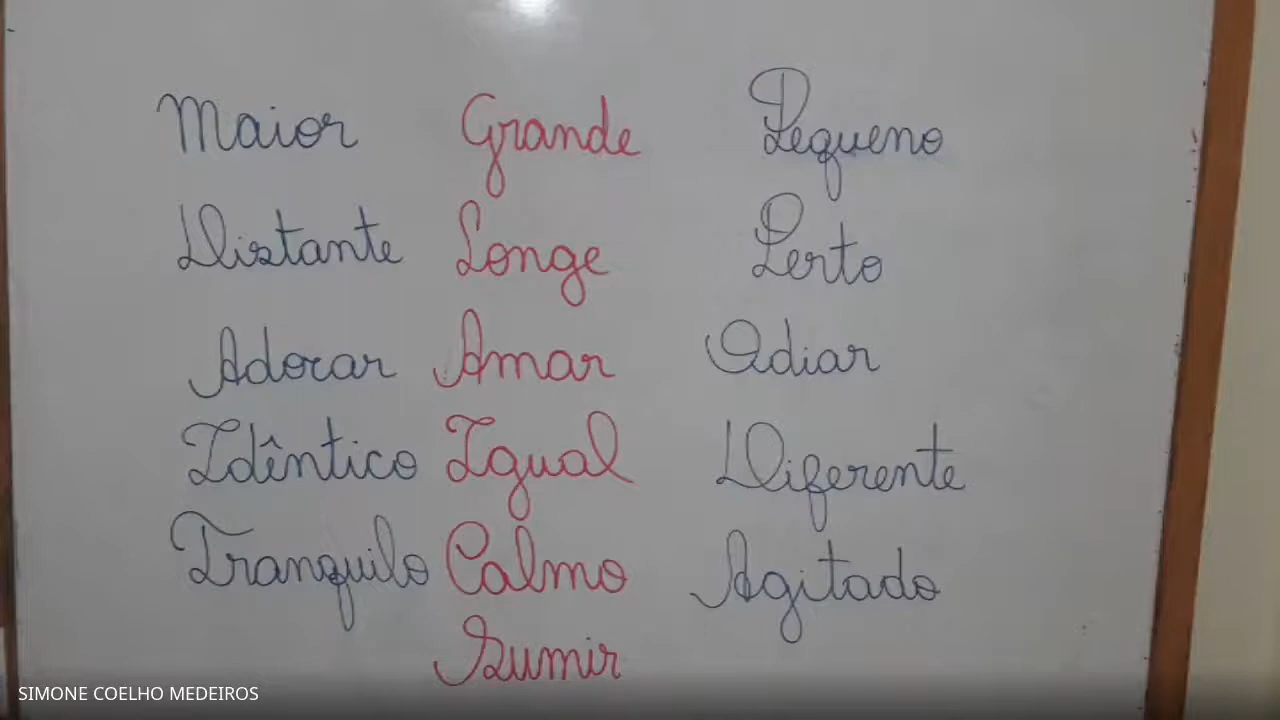 Maior Grande Pequeno
Distante Longe Perto
Adorar Amar Odiar
Idêntico Igual Diferente
Tranquilo Calmo Agitado
Sumir
SIMONE COELHO MEDEIROS